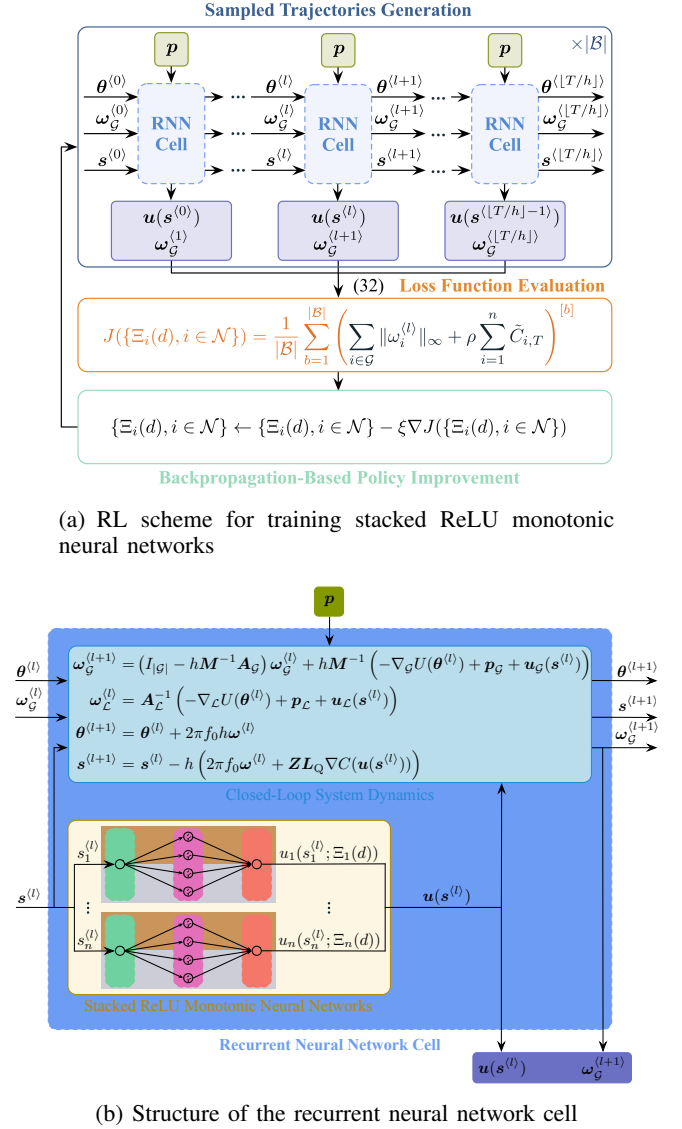 Sampled Trajectories Generation
p p p ×|B|
θ^⟨0⟩ ... θ^⟨l⟩ θ^⟨l+1⟩ ... θ^⟨⌊T/h⌋⟩
ω_G^⟨0⟩ ... ω_G^⟨l⟩ ω_G^⟨l+1⟩ ... ω_G^⟨⌊T/h⌋⟩
RNN Cell RNN Cell RNN Cell
s^⟨0⟩ ... s^⟨l⟩ s^⟨l+1⟩ ... s^⟨⌊T/h⌋⟩
u(s^⟨0⟩) u(s^⟨l⟩) u(s^⟨⌊T/h⌋−1⟩)
ω_G^⟨1⟩ ω_G^⟨l+1⟩ ω_G^⟨⌊T/h⌋⟩
(32) Loss Function Evaluation
J({Ξ_i(d), i ∈ N}) = 1/|B| ∑_{b=1}^{|B|} ( ∑_{i∈G} ‖ω_i^⟨l⟩‖_∞ + ρ ∑_{i=1}^{n} C̃_{i,T} )^{[b]}
{Ξ_i(d), i ∈ N} ← {Ξ_i(d), i ∈ N} − ξ∇J({Ξ_i(d), i ∈ N})
Backpropagation-Based Policy Improvement
(a) RL scheme for training stacked ReLU monotonic
neural networks
p
ω_G^⟨l+1⟩ = (I_{|G|} − hM^{−1}A_G) ω_G^⟨l⟩ + hM^{−1} (−∇_G U(θ^⟨l⟩) + p_G + u_G(s^⟨l⟩))
ω_L^⟨l⟩ = A_L^{−1} (−∇_L U(θ^⟨l⟩) + p_L + u_L(s^⟨l⟩))
θ^⟨l+1⟩ = θ^⟨l⟩ + 2πf_0hω^⟨l⟩
s^⟨l+1⟩ = s^⟨l⟩ − h (2πf_0ω^⟨l⟩ + ZL_Q∇C(u(s^⟨l⟩)))
Closed-Loop System Dynamics
θ^⟨l⟩ θ^⟨l+1⟩
ω_G^⟨l⟩ s^⟨l+1⟩
ω_G^⟨l+1⟩
s_1^⟨l⟩ u_1(s_1^⟨l⟩; Ξ_1(d))
s^⟨l⟩ ⋮ ⋮ u(s^⟨l⟩)
s_n^⟨l⟩ u_n(s_n^⟨l⟩; Ξ_n(d))
Stacked ReLU Monotonic Neural Networks
Recurrent Neural Network Cell
u(s^⟨l⟩) ω_G^⟨l+1⟩
(b) Structure of the recurrent neural network cell